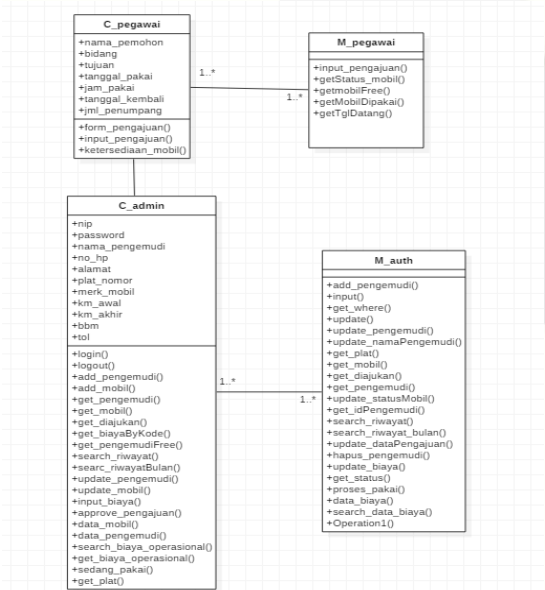 C_pegawai
+nama_pemohon
+bidang
+tujuan
+tanggal_pakai
+jam_pakai
+tanggal_kembali
+jml_penumpang
+form_pengajuan()
+input_pengajuan()
+ketersediaan_mobil()
1..*
1..*
M_pegawai
+input_pengajuan()
+getStatus_mobil()
+getmobilFree()
+getMobilDipakai()
+getTglDatang()
C_admin
+nip
+password
+nama_pengemudi
+no_hp
+alamat
+plat_nomor
+merk_mobil
+km_awal
+km_akhir
+bbm
+tol
+login()
+logout()
+add_pengemudi()
+add_mobil()
+get_pengemudi()
+get_mobil()
+get_diajukan()
+get_biayaByKode()
+get_pengemudiFree()
+search_riwayat()
+searc_riwayatBulan()
+update_pengemudi()
+update_mobil()
+input_biaya()
+approve_pengajuan()
+data_mobil()
+data_pengemudi()
+search_biaya_operasional()
+get_biaya_operasional()
+sedang_pakai()
+get_plat()
1..*
1..*
M_auth
+add_pengemudi()
+input()
+get_where()
+update()
+update_pengemudi()
+update_namaPengemudi()
+get_plat()
+get_mobil()
+get_diajukan()
+get_pengemudi()
+update_statusMobil()
+get_idPengemudi()
+search_riwayat()
+search_riwayat_bulan()
+update_dataPengajuan()
+hapus_pengemudi()
+update_biaya()
+get_status()
+proses_pakai()
+data_biaya()
+search_data_biaya()
+Operation1()